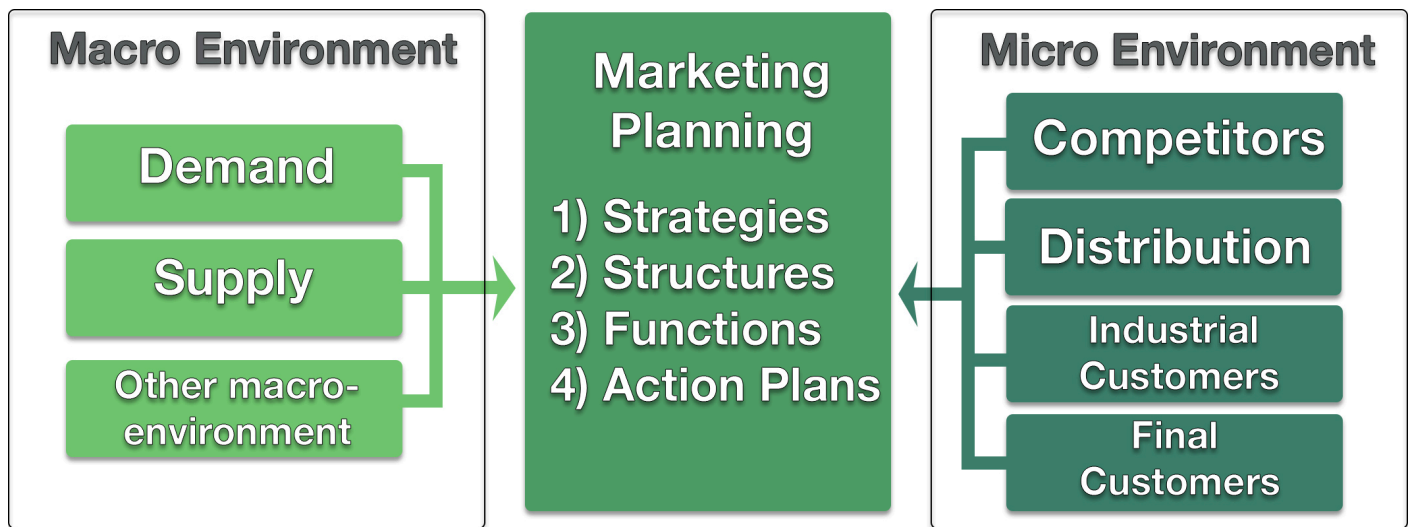 Macro Environment
Demand
Supply
Other macro-
environment
Marketing
Planning
1) Strategies
2) Structures
3) Functions
4) Action Plans
Micro Environment
Competitors
Distribution
Industrial
Customers
Final
Customers